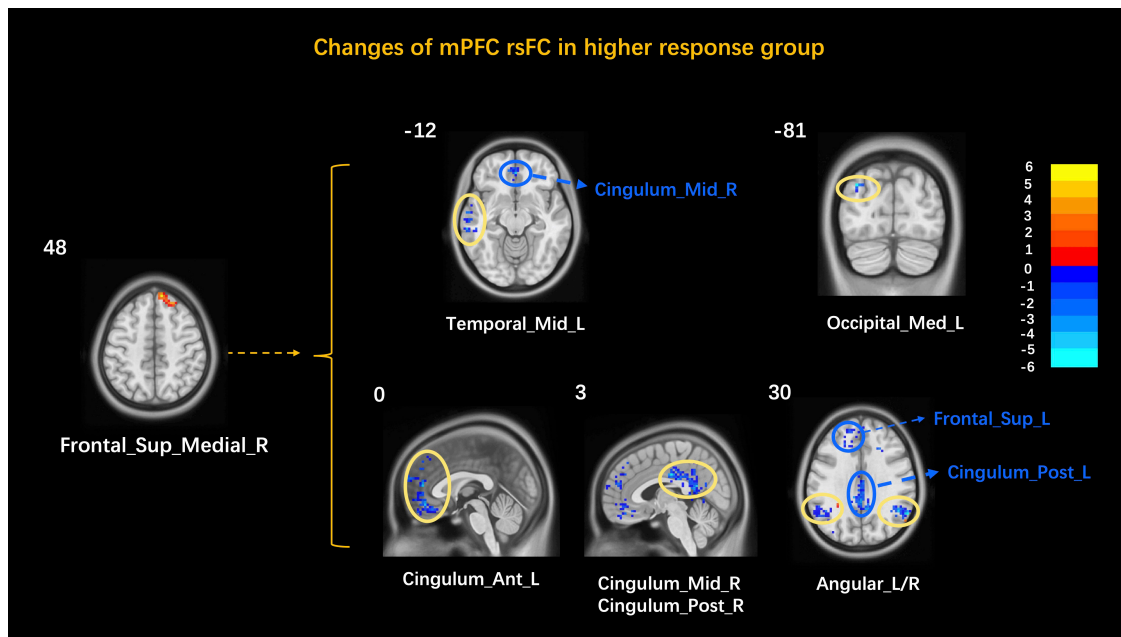 Changes of mPFC rsFC in higher response group
-12
-81
Cingulum_Mid_R
Temporal_Mid_L
Occipital_Med_L
6
5
4
3
2
1
0
-1
-2
-3
-4
-5
-6
48
Frontal_Sup_Medial_R
0
3
30
Frontal_Sup_L
Cingulum_Post_L
Cingulum_Ant_L
Cingulum_Mid_R
Cingulum_Post_R
Angular_L/R